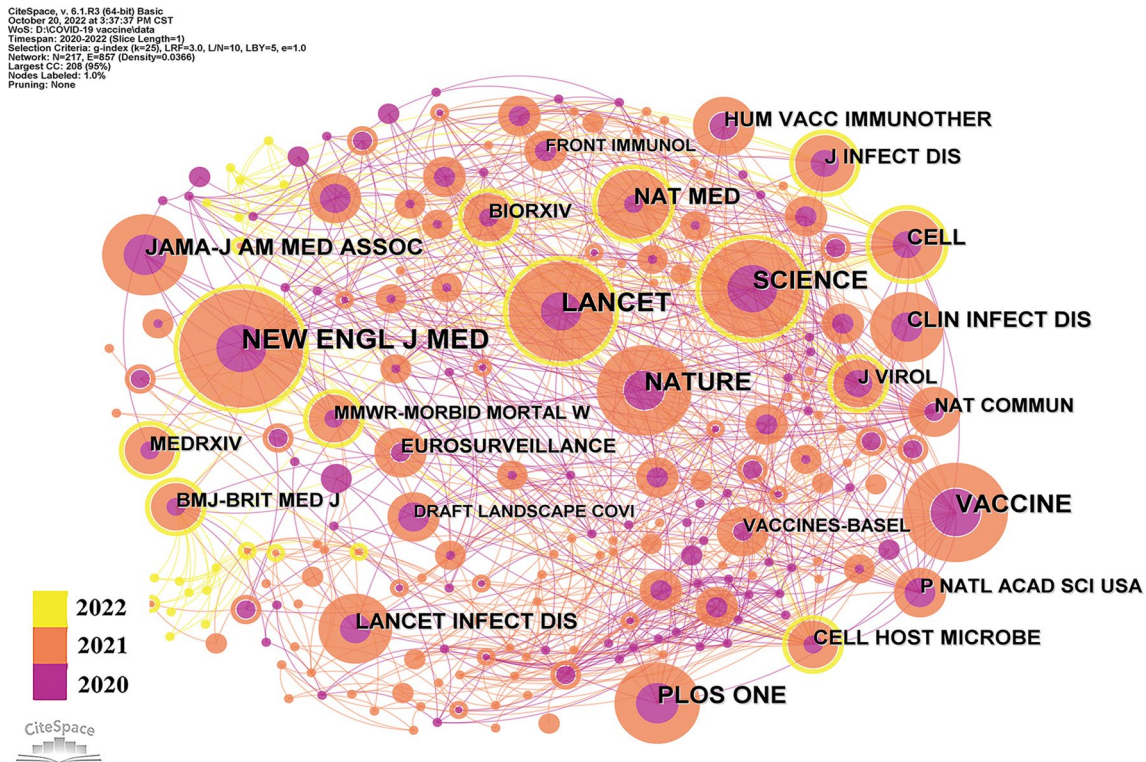 CiteSpace, v. 6.1.R3 (64-bit) Basic
October 20, 2022 at 3:37:37 PM CST
WoS: D:\COVID-19 vaccine\data
Timespan: 2020-2022 (Slice Length=1)
Selection Criteria: g-index (k=25), LRF=3.0, L/N=10, LBY=5, e=1.0
Network: N=217, E=857 (Density=0.0366)
Largest CC: 208 (95%)
Nodes Labeled: 1.0%
Pruning: None
HUM VACC IMMUNOTHER
FRONT IMMUNOL
J INFECT DIS
NAT MED
BIORXIV
CELL
JAMA-J AM MED ASSOC
SCIENCE
LANCET
CLIN INFECT DIS
NEW ENGL J MED
J VIROL
NATURE
NAT COMMUN
MMWR-MORBID MORTAL W
MEDRXIV
EUROSURVEILLANCE
BMJ-BRIT MED J
VACCINE
DRAFT LANDSCAPE COVI
VACCINES-BASEL
P NATL ACAD SCI USA
2022
LANCET INFECT DIS
CELL HOST MICROBE
2021
2020
PLOS ONE
CiteSpace